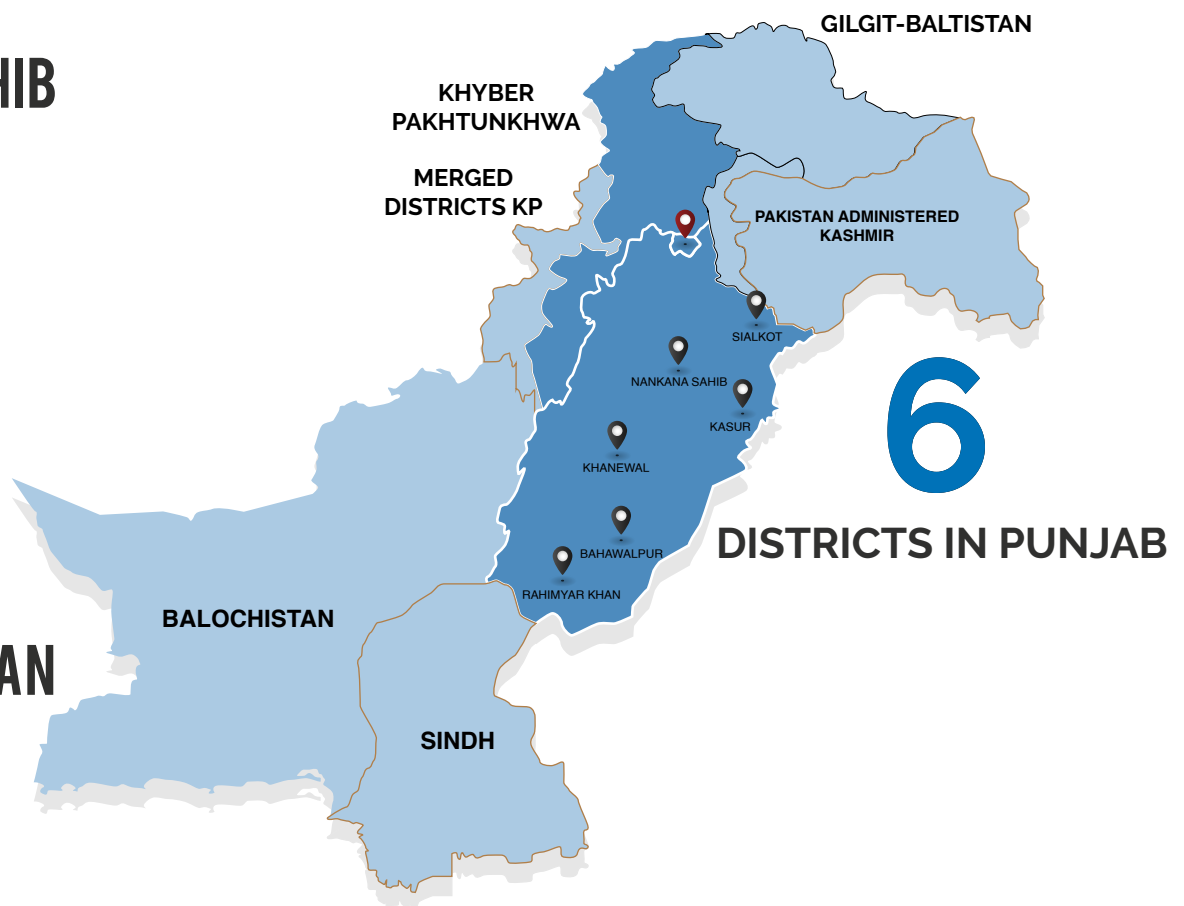 GILGIT-BALTISTAN
HIB
KHYBER
PAKHTUNKHWA
MERGED
DISTRICTS KP
PAKISTAN ADMINISTERED
KASHMIR
SIALKOT
NANKANA SAHIB
KASUR
6
KHANEWAL
DISTRICTS IN PUNJAB
BAHAWALPUR
RAHIMYAR KHAN
BALOCHISTAN
AN
SINDH